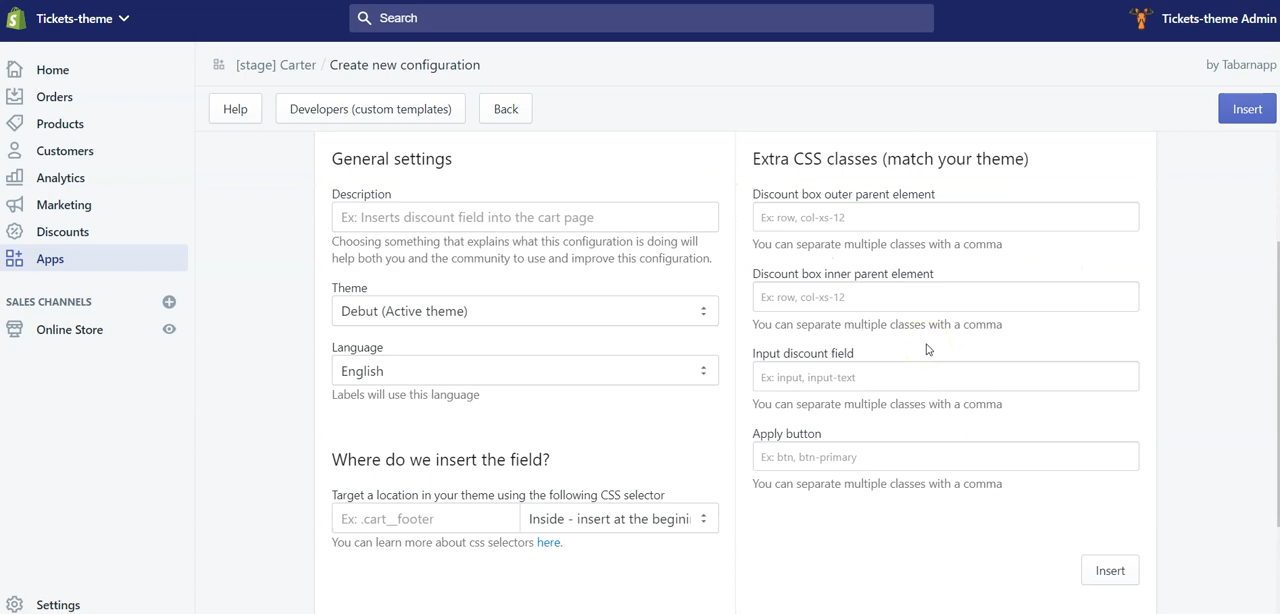 Tickets-theme
Search
Tickets-theme Admin
Home
Orders
Products
Customers
Analytics
Marketing
Discounts
Apps
SALES CHANNELS
Online Store
Settings
[stage] Carter / Create new configuration
by Tabarnapp
Help
Developers (custom templates)
Back
Insert
General settings
Description
Ex: Inserts discount field into the cart page
Choosing something that explains what this configuration is doing will
help both you and the community to use and improve this configuration.
Theme
Debut (Active theme)
Language
English
Labels will use this language
Where do we insert the field?
Target a location in your theme using the following CSS selector
Ex: .cart__footer
Inside - insert at the begini
You can learn more about css selectors here.
Extra CSS classes (match your theme)
Discount box outer parent element
Ex: row, col-xs-12
You can separate multiple classes with a comma
Discount box inner parent element
Ex: row, col-xs-12
You can separate multiple classes with a comma
Input discount field
Ex: input, input-text
You can separate multiple classes with a comma
Apply button
Ex: btn, btn-primary
You can separate multiple classes with a comma
Insert